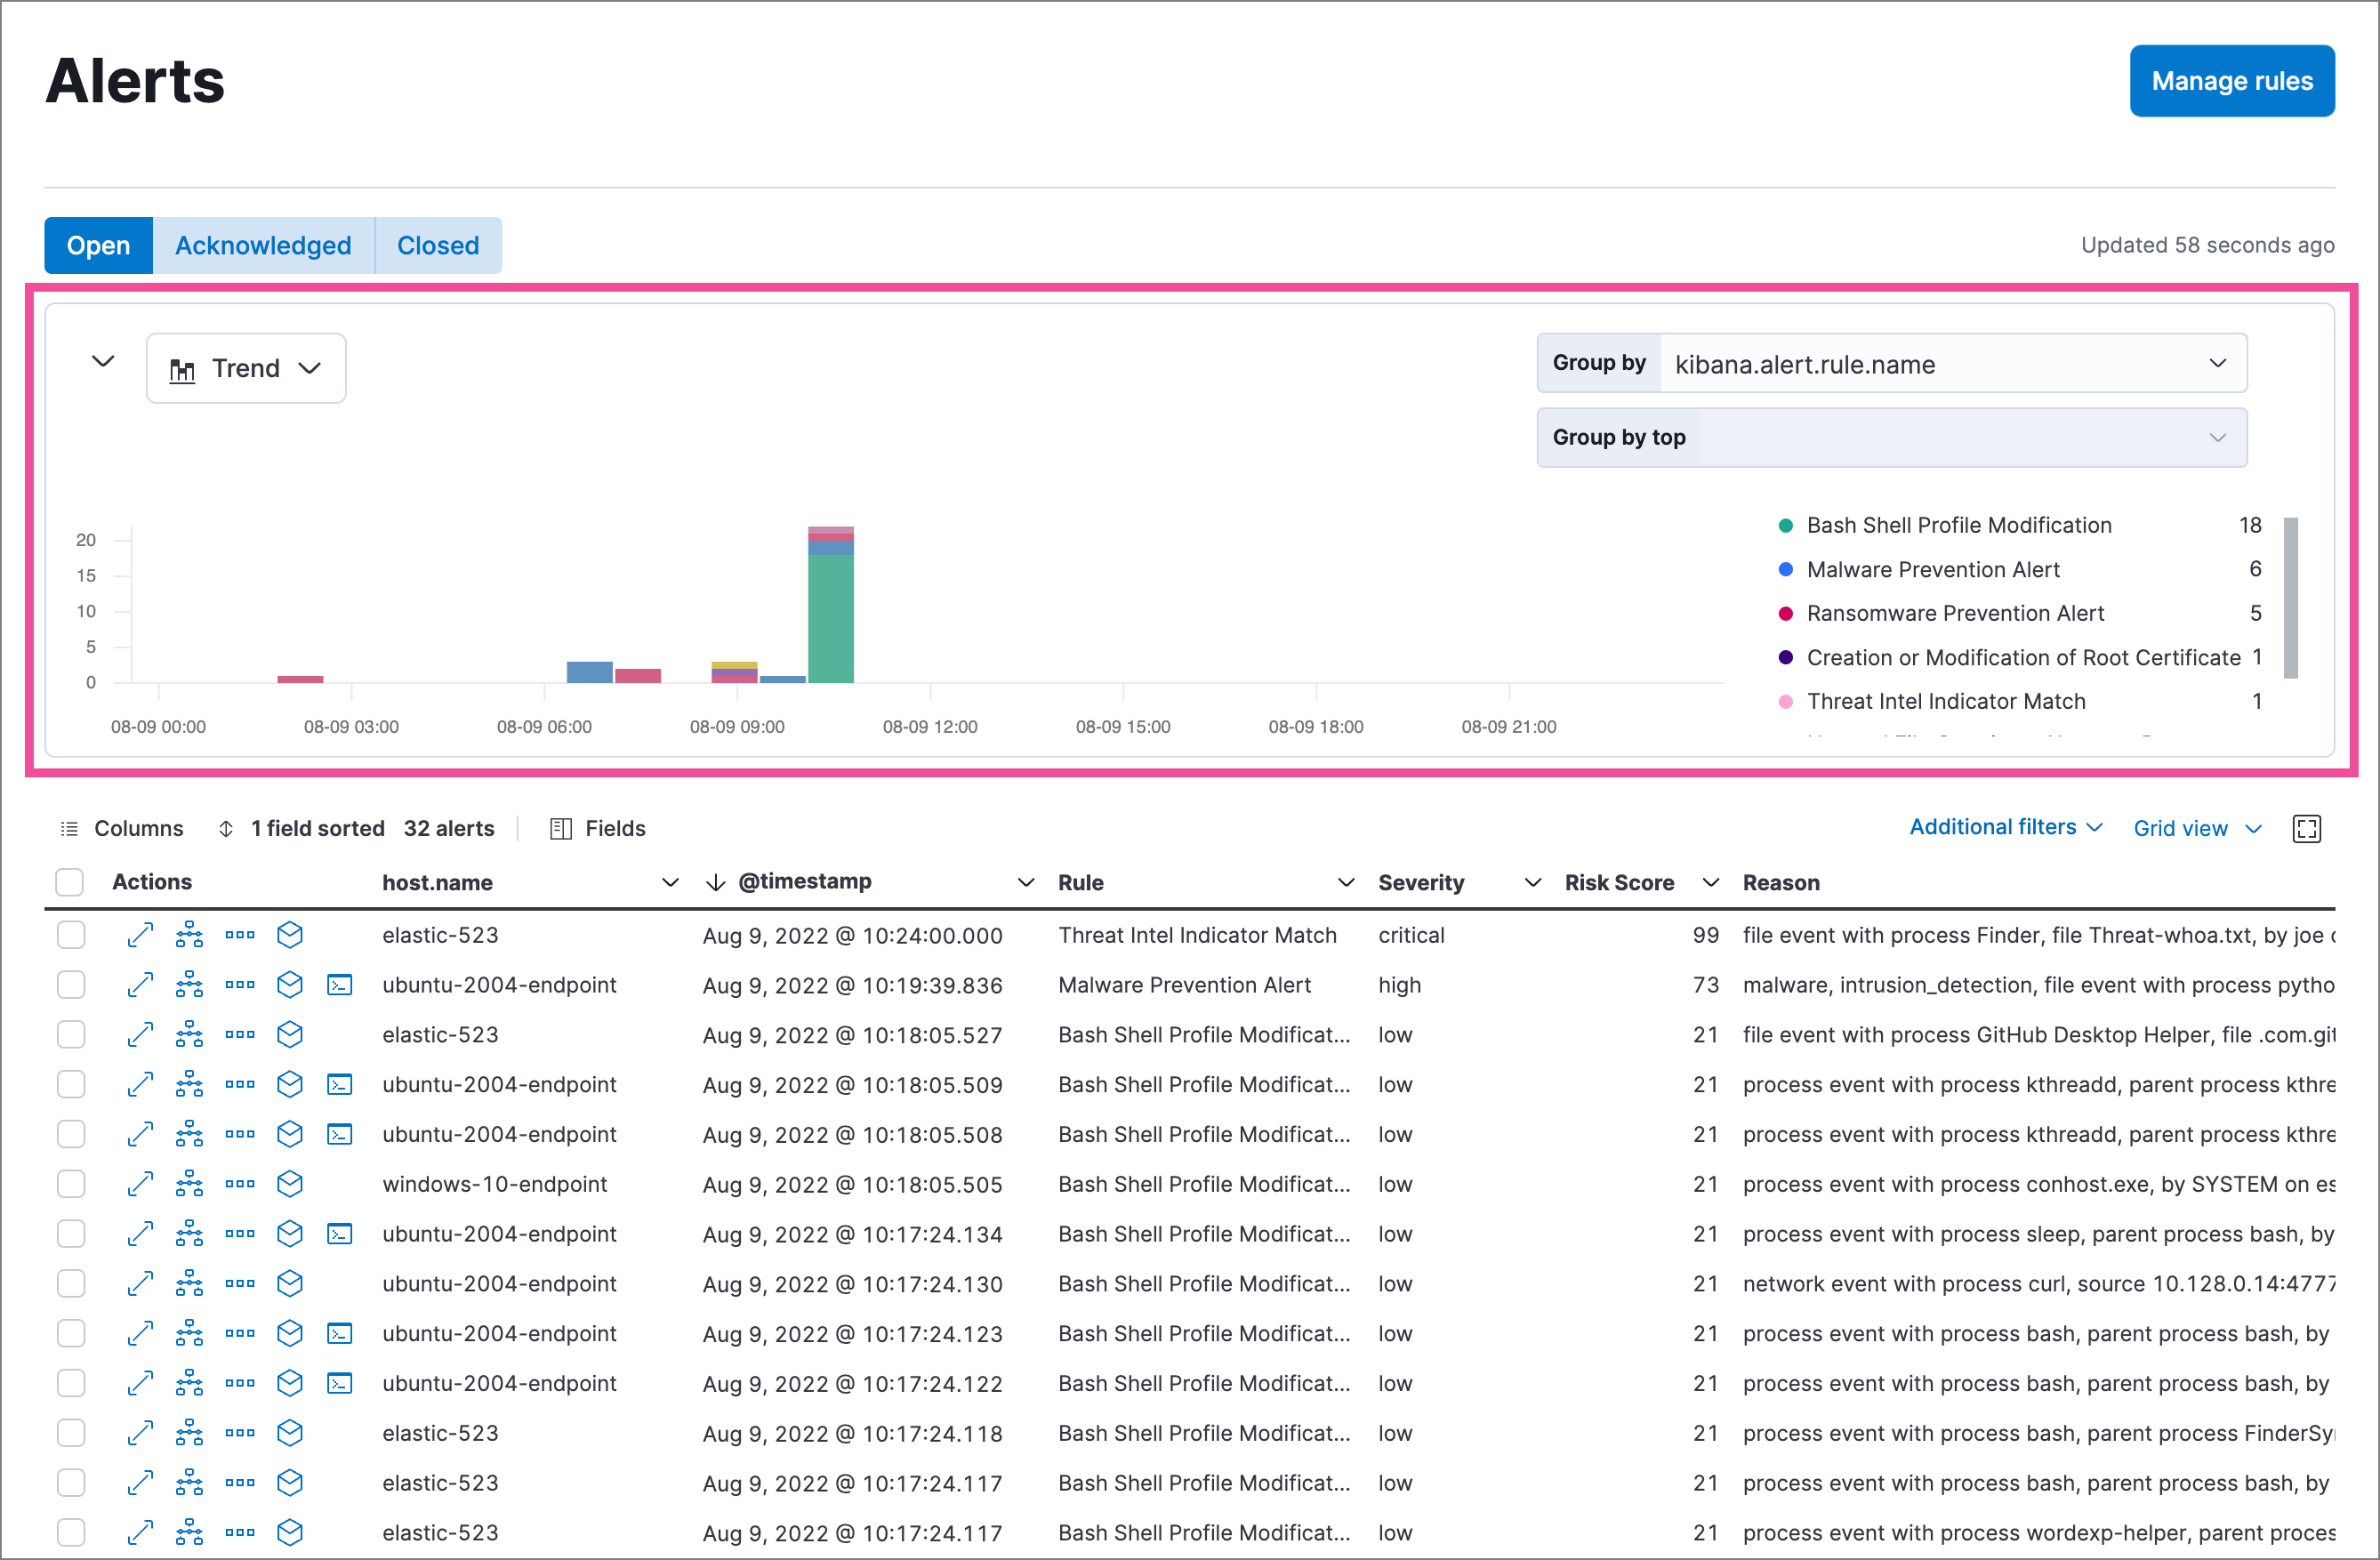 Alerts
Manage rules
Open Acknowledged Closed
Updated 58 seconds ago
Trend
Group by kibana.alert.rule.name
Group by top
20
15
10
5
0
08-09 00:00 08-09 03:00 08-09 06:00 08-09 09:00 08-09 12:00 08-09 15:00 08-09 18:00 08-09 21:00
Bash Shell Profile Modification 18
Malware Prevention Alert 6
Ransomware Prevention Alert 5
Creation or Modification of Root Certificate 1
Threat Intel Indicator Match 1
Columns 1 field sorted 32 alerts Fields
Additional filters Grid view
Actions host.name @timestamp Rule Severity Risk Score Reason
elastic-523 Aug 9, 2022 @ 10:24:00.000 Threat Intel Indicator Match critical 99 file event with process Finder, file Threat-whoa.txt, by joe
ubuntu-2004-endpoint Aug 9, 2022 @ 10:19:39.836 Malware Prevention Alert high 73 malware, intrusion_detection, file event with process pytho
elastic-523 Aug 9, 2022 @ 10:18:05.527 Bash Shell Profile Modificat... low 21 file event with process GitHub Desktop Helper, file .com.git
ubuntu-2004-endpoint Aug 9, 2022 @ 10:18:05.509 Bash Shell Profile Modificat... low 21 process event with process kthreadd, parent process kthre
ubuntu-2004-endpoint Aug 9, 2022 @ 10:18:05.508 Bash Shell Profile Modificat... low 21 process event with process kthreadd, parent process kthre
windows-10-endpoint Aug 9, 2022 @ 10:18:05.505 Bash Shell Profile Modificat... low 21 process event with process conhost.exe, by SYSTEM on es
ubuntu-2004-endpoint Aug 9, 2022 @ 10:17:24.134 Bash Shell Profile Modificat... low 21 process event with process sleep, parent process bash, by
ubuntu-2004-endpoint Aug 9, 2022 @ 10:17:24.130 Bash Shell Profile Modificat... low 21 network event with process curl, source 10.128.0.14:4777
ubuntu-2004-endpoint Aug 9, 2022 @ 10:17:24.123 Bash Shell Profile Modificat... low 21 process event with process bash, parent process bash, by
ubuntu-2004-endpoint Aug 9, 2022 @ 10:17:24.122 Bash Shell Profile Modificat... low 21 process event with process bash, parent process bash, by
elastic-523 Aug 9, 2022 @ 10:17:24.118 Bash Shell Profile Modificat... low 21 process event with process bash, parent process FinderSy
elastic-523 Aug 9, 2022 @ 10:17:24.117 Bash Shell Profile Modificat... low 21 process event with process bash, parent process bash, by
elastic-523 Aug 9, 2022 @ 10:17:24.117 Bash Shell Profile Modificat... low 21 process event with process wordexp-helper, parent proces